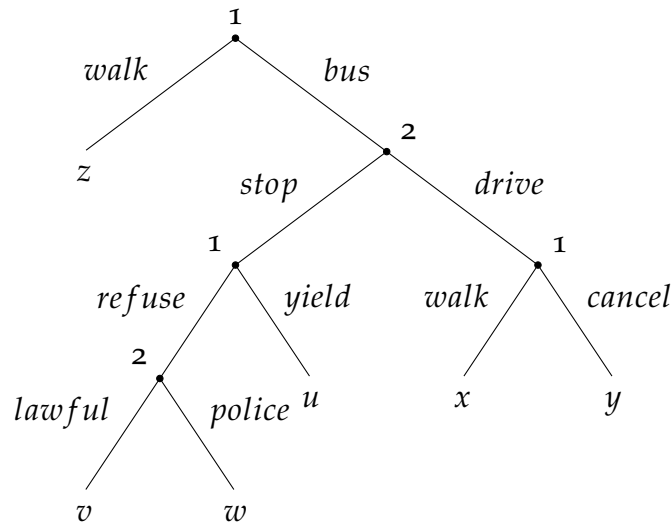 1
walk bus
z 2
stop drive
1 1
refuse yield walk cancel
2
lawful police u x y
v w